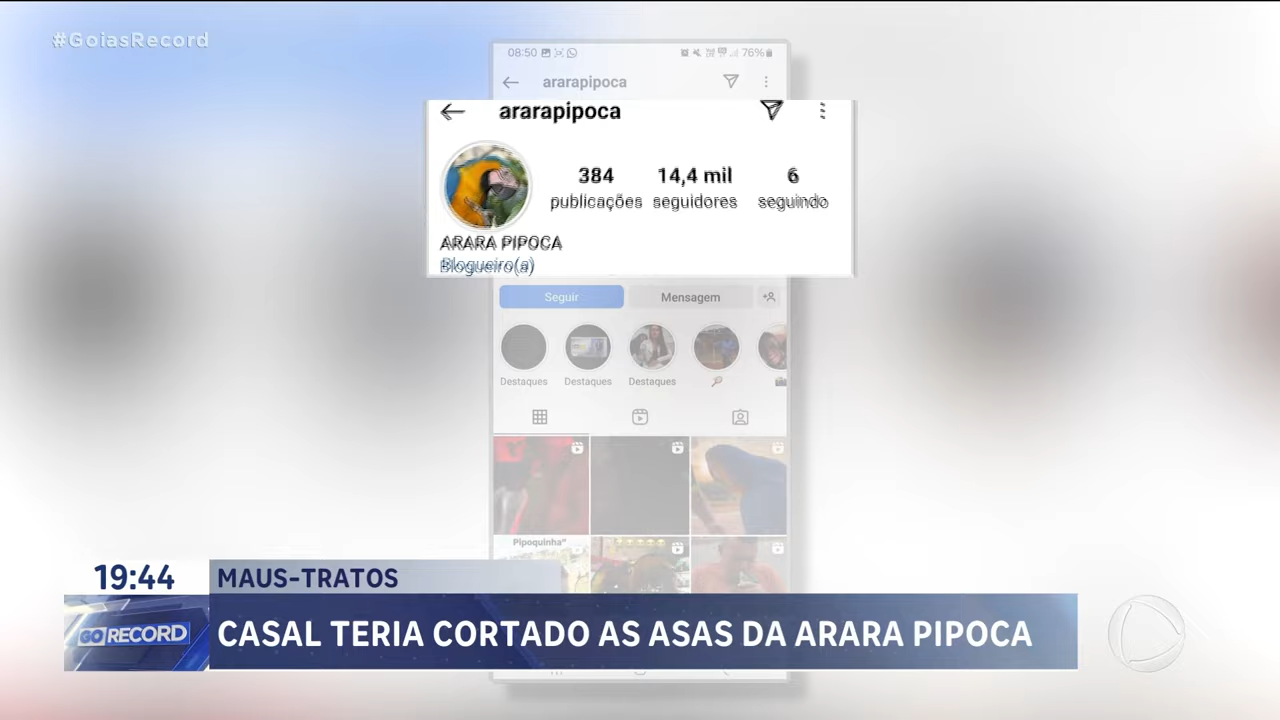 #GoiasRecord
08:50
76%
ararapipoca
ararapipoca
384
14,4 mil
6
publicações
seguidores
seguindo
ARARA PIPOCA
Blogueiro(a)
Seguir
Mensagem
Destaques
Destaques
Destaques
Pipoquinha"
19:44
MAUS-TRATOS
GO RECORD
CASAL TERIA CORTADO AS ASAS DA ARARA PIPOCA